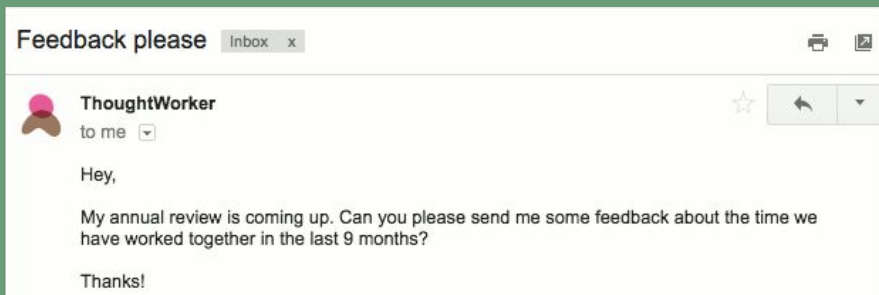 Feedback please Inbox x
ThoughtWorker
to me
Hey,
My annual review is coming up. Can you please send me some feedback about the time we
have worked together in the last 9 months?
Thanks!